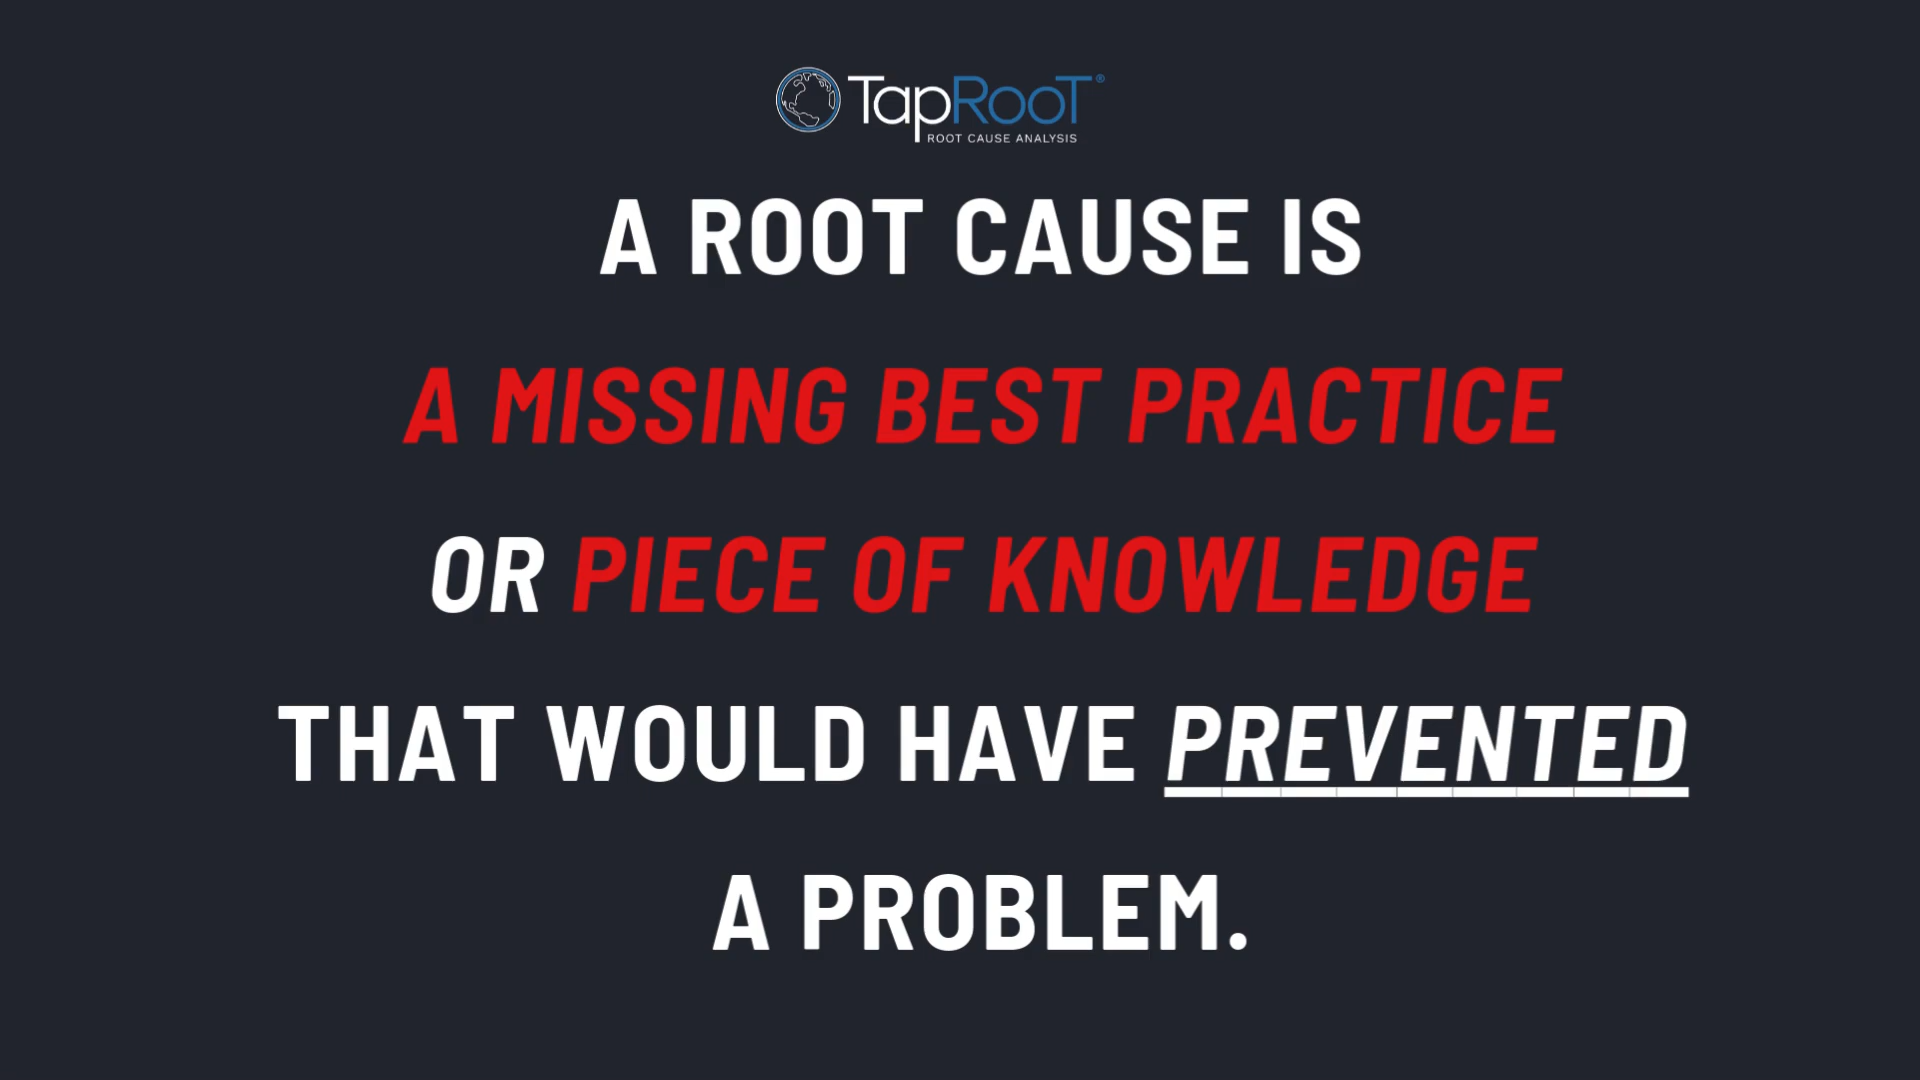 TapRooT®
ROOT CAUSE ANALYSIS
A ROOT CAUSE IS
A MISSING BEST PRACTICE
OR PIECE OF KNOWLEDGE
THAT WOULD HAVE PREVENTED
A PROBLEM.